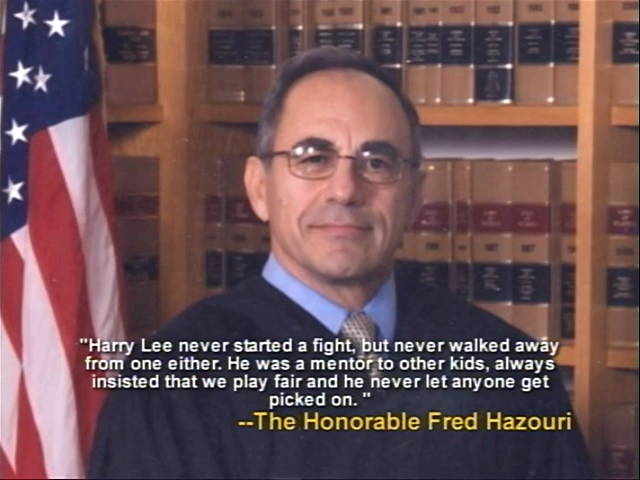 "Harry Lee never started a fight, but never walked away
from one either. He was a mentor to other kids, always
insisted that we play fair and he never let anyone get
picked on. "
--The Honorable Fred Hazouri